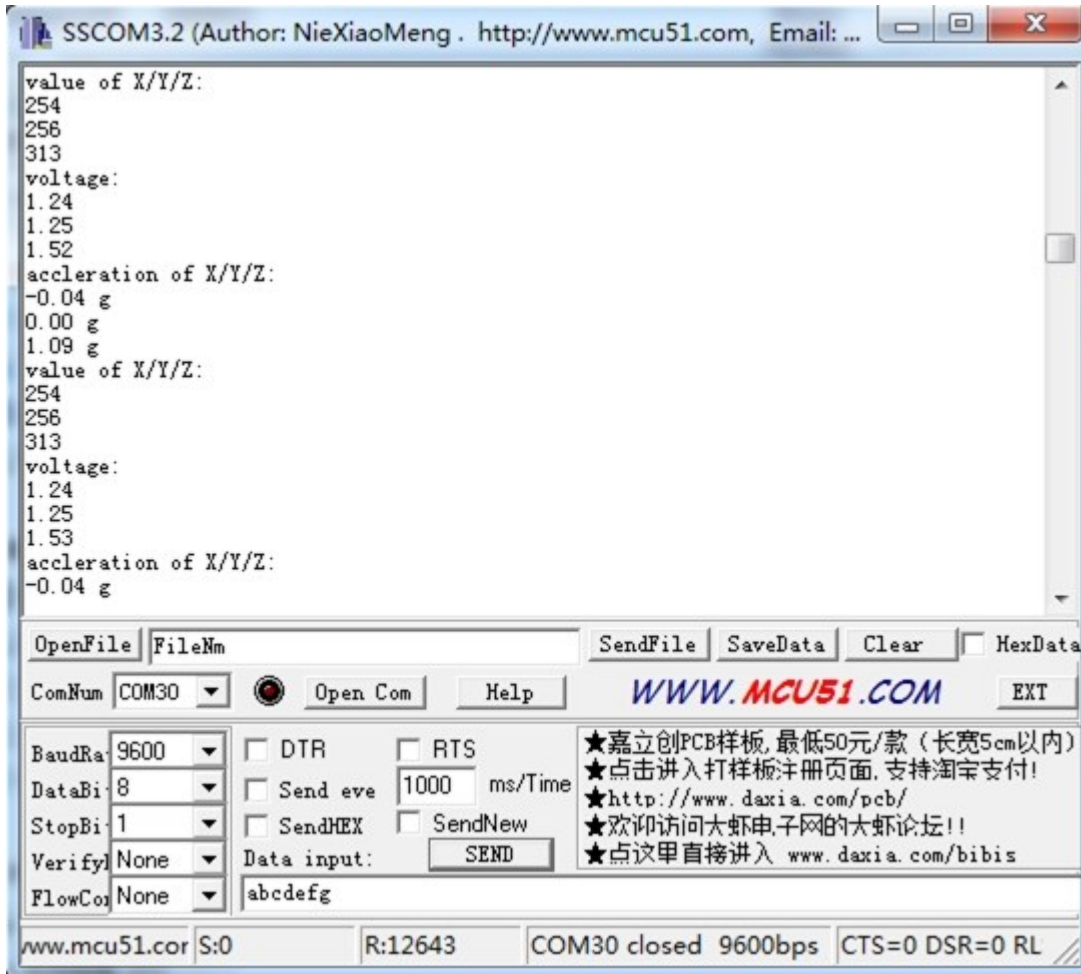 SSCOM3.2 (Author: NieXiaoMeng . http://www.mcu51.com, Email: ...
value of X/Y/Z:
254
256
313
voltage:
1.24
1.25
1.52
accleration of X/Y/Z:
-0.04 g
0.00 g
1.09 g
value of X/Y/Z:
254
256
313
voltage:
1.24
1.25
1.53
accleration of X/Y/Z:
-0.04 g
OpenFile FileNm SendFile SaveData Clear HexData
ComNum COM30 Open Com Help WWW.MCU51.COM EXT
BaudRa 9600 DTR RTS
DataBi 8 Send eve 1000 ms/Time
StopBi 1 SendHEX SendNew
VerifyI None Data input: SEND
FlowCo None abcdefg
★嘉立创PCB样板,最低50元/款（长宽5cm以内）
★点击进入打样板注册页面,支持淘宝支付!
★http://www.daxia.com/pcb/
★欢迎访问大虾电子网的大虾论坛!!
★点这里直接进入 www.daxia.com/bibis
www.mcu51.cor S:0 R:12643 COM30 closed 9600bps CTS=0 DSR=0 RL